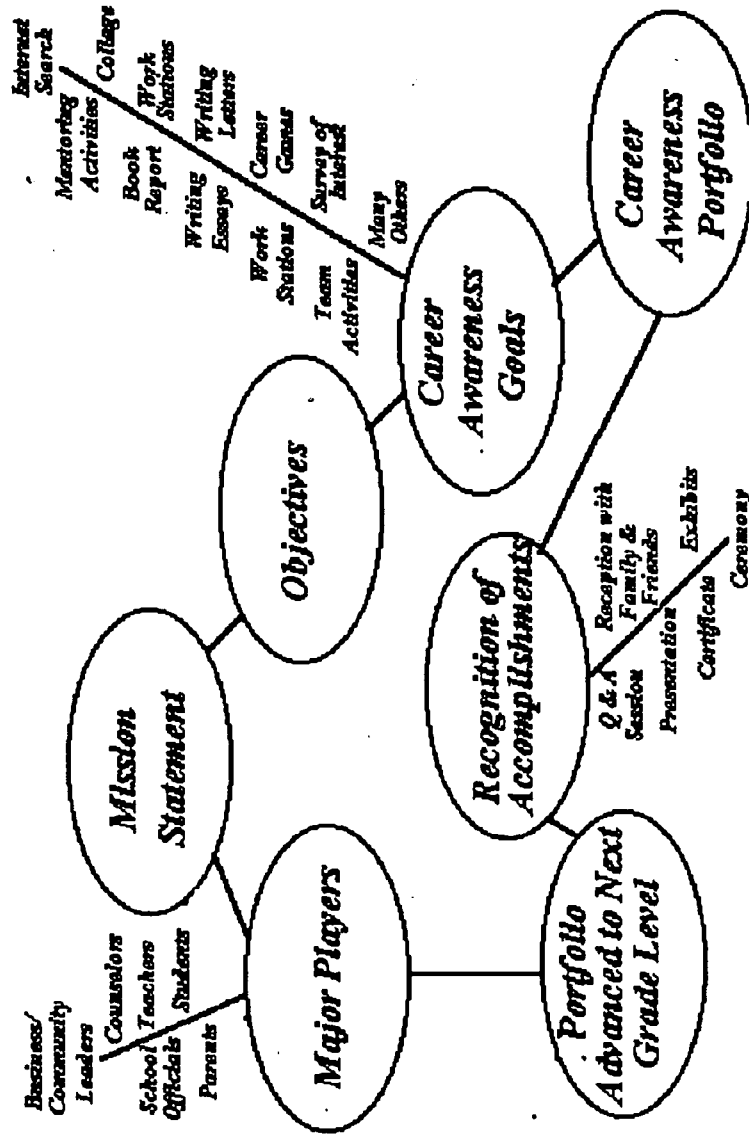 Business/
Community
Leaders
Counselors
School
Officials
Teachers
Students
Parents
Major Players
Mission
Statement
Objectives
Internet
Search
Mentoring
Activities
Collage
Book
Report
Work
Stations
Writing
Essays
Writing
Letters
Work
Stations
Career
Games
Team
Activities
Survey of
Interest
Many
Others
Career
Awareness
Goals
Career
Awareness
Portfolio
Recognition of
Accomplishments
Q & A
Session
Reception with
Family &
Friends
Presentation
Exhibits
Certificate
Ceremony
Portfolio
Advanced to Next
Grade Level